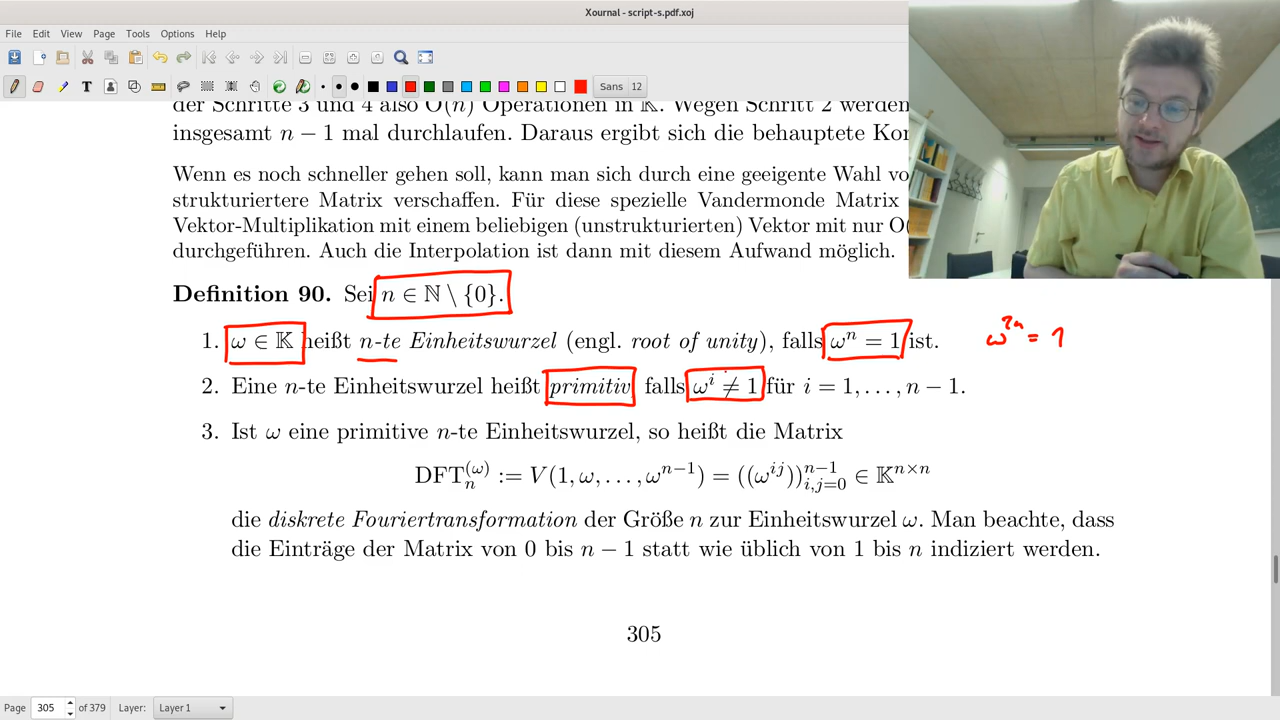 Xournal - script-s.pdf.xoj
File Edit View Page Tools Options Help
Sans 12
der Schritte 3 und 4 also O(n) Operationen in 𝕂. Wegen Schritt 2 werden
insgesamt n − 1 mal durchlaufen. Daraus ergibt sich die behauptete Kor
Wenn es noch schneller gehen soll, kann man sich durch eine geeigente Wahl vo
strukturiertere Matrix verschaffen. Für diese spezielle Vandermonde Matrix
Vektor-Multiplikation mit einem beliebigen (unstrukturierten) Vektor mit nur O(
durchgeführen. Auch die Interpolation ist dann mit diesem Aufwand möglich.
Definition 90. Sei n ∈ ℕ \ {0}.
1. ω ∈ 𝕂 heißt n-te Einheitswurzel (engl. root of unity), falls ωⁿ = 1 ist. ω²ⁿ = 1
2. Eine n-te Einheitswurzel heißt primitiv falls ωⁱ ≠ 1 für i = 1, . . . , n − 1.
3. Ist ω eine primitive n-te Einheitswurzel, so heißt die Matrix
DFT_n^(ω) := V(1, ω, . . . , ω^{n−1}) = ((ω^{ij}))_{i,j=0}^{n−1} ∈ 𝕂^{n×n}
die diskrete Fouriertransformation der Größe n zur Einheitswurzel ω. Man beachte, dass
die Einträge der Matrix von 0 bis n − 1 statt wie üblich von 1 bis n indiziert werden.
305
Page 305 of 379 Layer: Layer 1